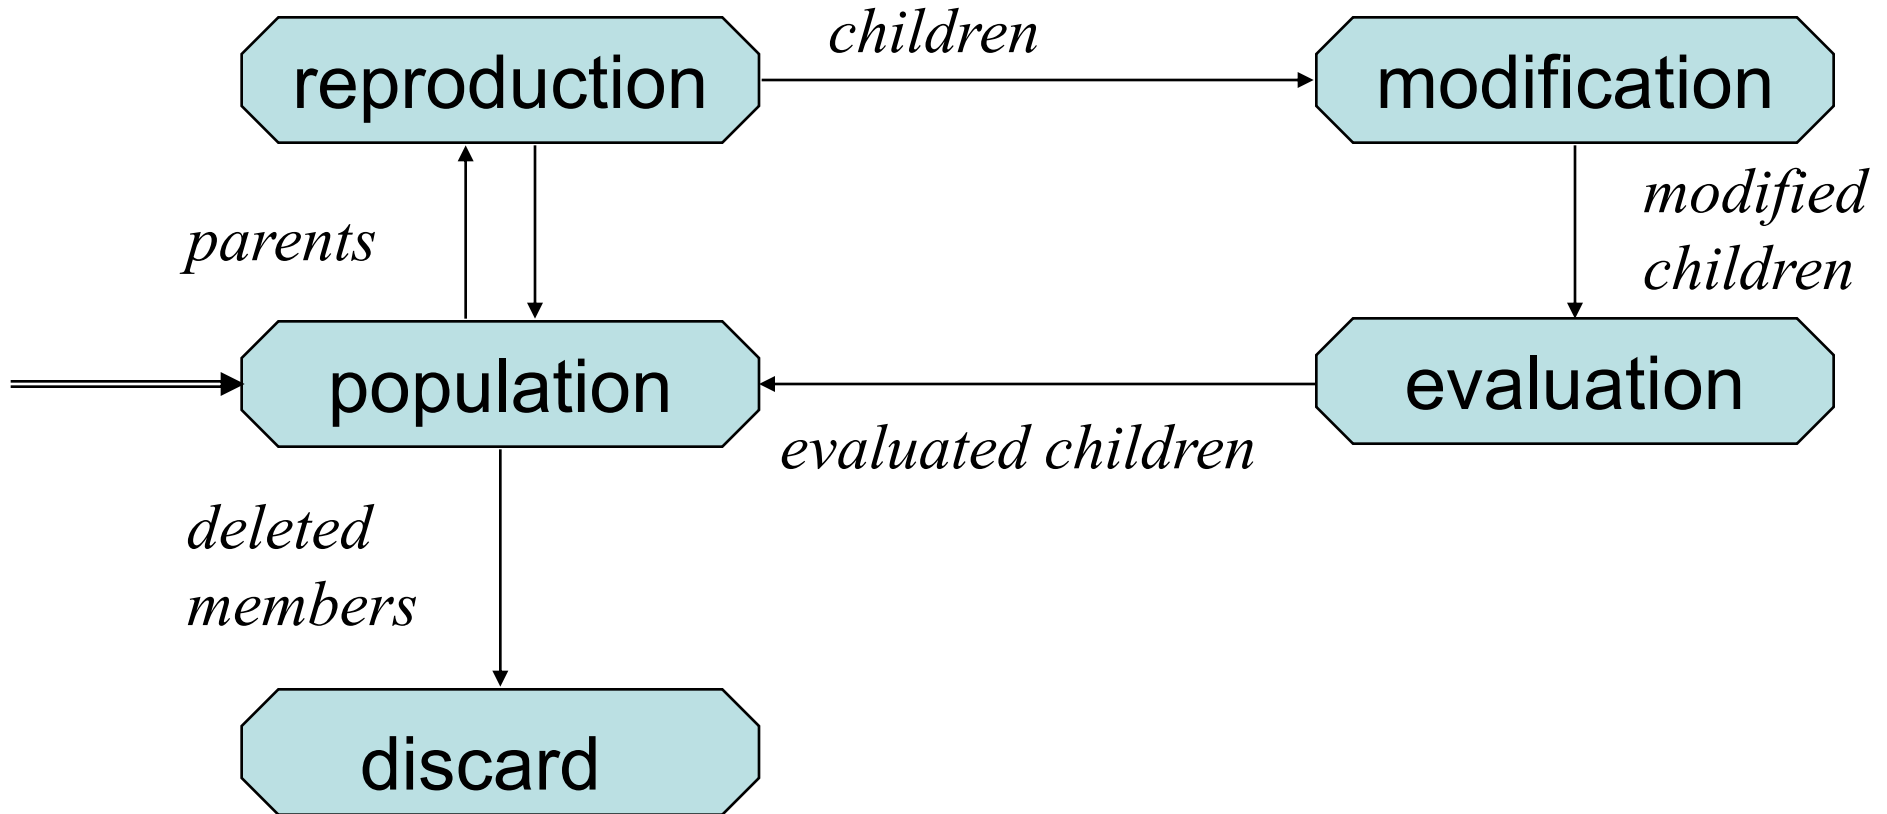 children
reproduction
modification
modified
children
parents
population
evaluation
evaluated children
deleted
members
discard